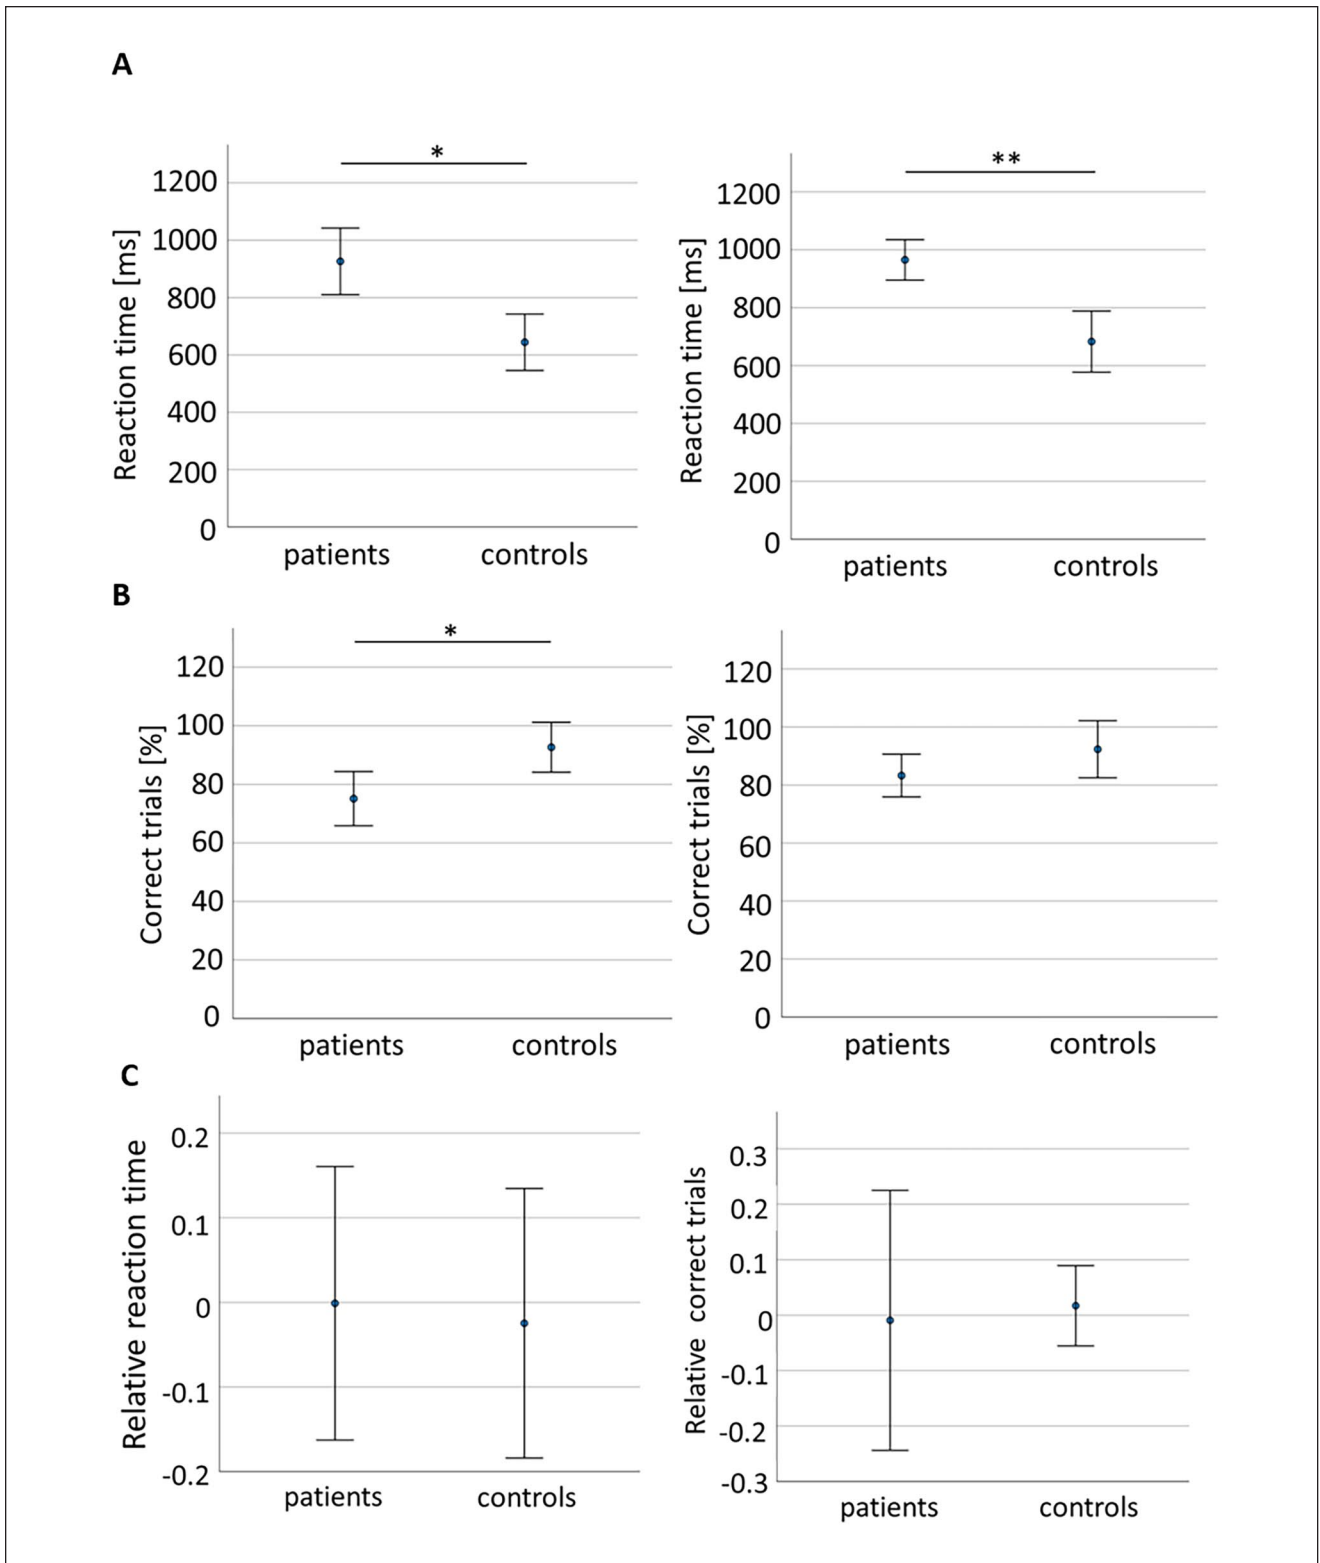 A
*
1200
1000
800
600
400
200
0
Reaction time [ms]
patients controls
**
1200
1000
800
600
400
200
0
Reaction time [ms]
patients controls
B
*
120
100
80
60
40
20
0
Correct trials [%]
patients controls
120
100
80
60
40
20
0
Correct trials [%]
patients controls
C
0.2
0.1
0
-0.1
-0.2
Relative reaction time
patients controls
0.3
0.2
0.1
0
-0.1
-0.2
-0.3
Relative correct trials
patients controls